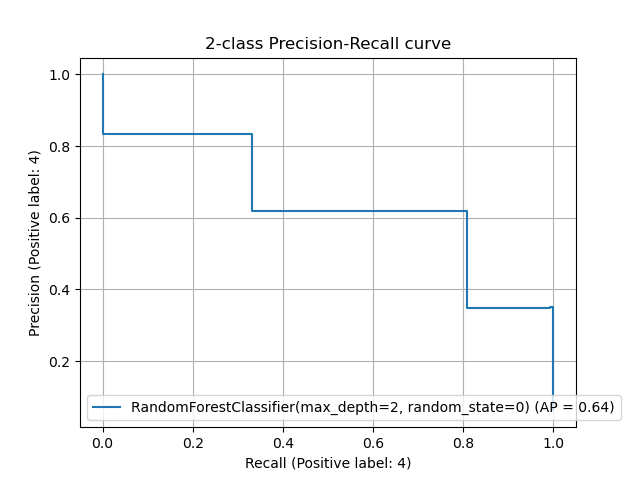 2-class Precision-Recall curve
1.0
0.8
0.6
0.4
0.2
Precision (Positive label: 4)
RandomForestClassifier(max_depth=2, random_state=0) (AP = 0.64)
0.0 0.2 0.4 0.6 0.8 1.0
Recall (Positive label: 4)